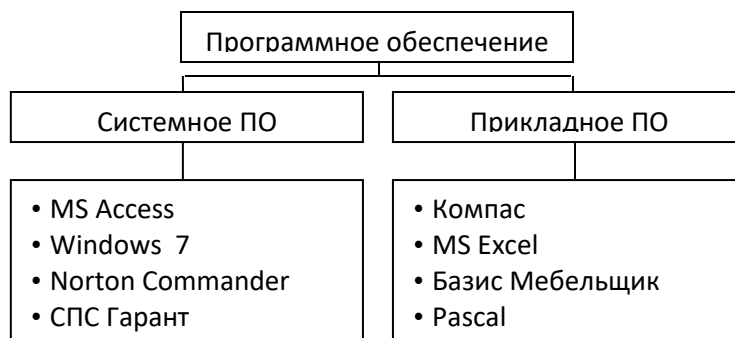 Программное обеспечение
Системное ПО
Прикладное ПО
• MS Access
• Windows 7
• Norton Commander
• СПС Гарант
• Компас
• MS Excel
• Базис Мебельщик
• Pascal